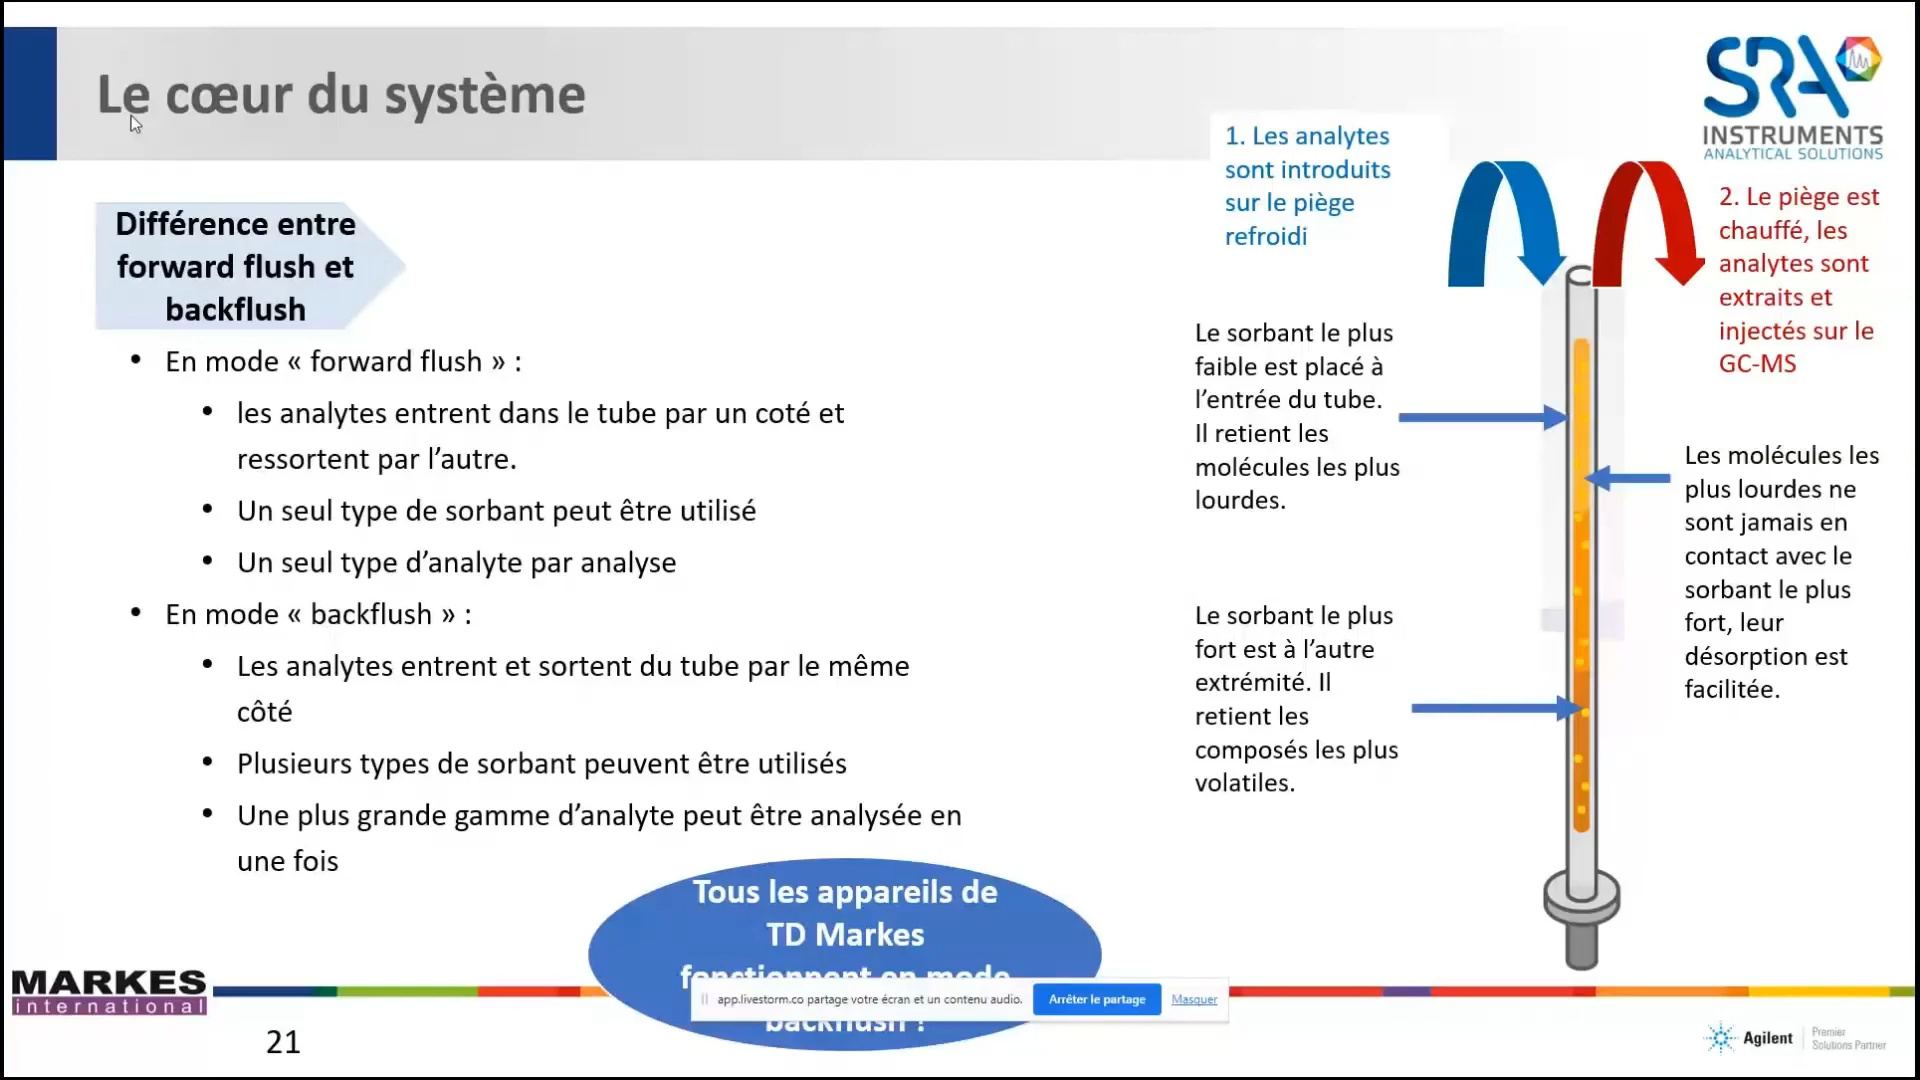 Le cœur du système
SRA
INSTRUMENTS
ANALYTICAL SOLUTIONS
Différence entre
forward flush et
backflush
• En mode « forward flush » :
• les analytes entrent dans le tube par un coté et
ressortent par l’autre.
• Un seul type de sorbant peut être utilisé
• Un seul type d’analyte par analyse
• En mode « backflush » :
• Les analytes entrent et sortent du tube par le même
côté
• Plusieurs types de sorbant peuvent être utilisés
• Une plus grande gamme d’analyte peut être analysée en
une fois
1. Les analytes
sont introduits
sur le piège
refroidi
2. Le piège est
chauffé, les
analytes sont
extraits et
injectés sur le
GC-MS
Le sorbant le plus
faible est placé à
l’entrée du tube.
Il retient les
molécules les plus
lourdes.
Les molécules les
plus lourdes ne
sont jamais en
contact avec le
sorbant le plus
fort, leur
désorption est
facilitée.
Le sorbant le plus
fort est à l’autre
extrémité. Il
retient les
composés les plus
volatiles.
Tous les appareils de
TD Markes
fonctionnent en mode
backflush !
app.livestorm.co partage votre écran et un contenu audio.
Arrêter le partage
Masquer
MARKES
international
21
Agilent
Premier
Solutions Partner